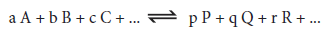 a A + b B + c C + ... ⇌ p P + q Q + r R + ...